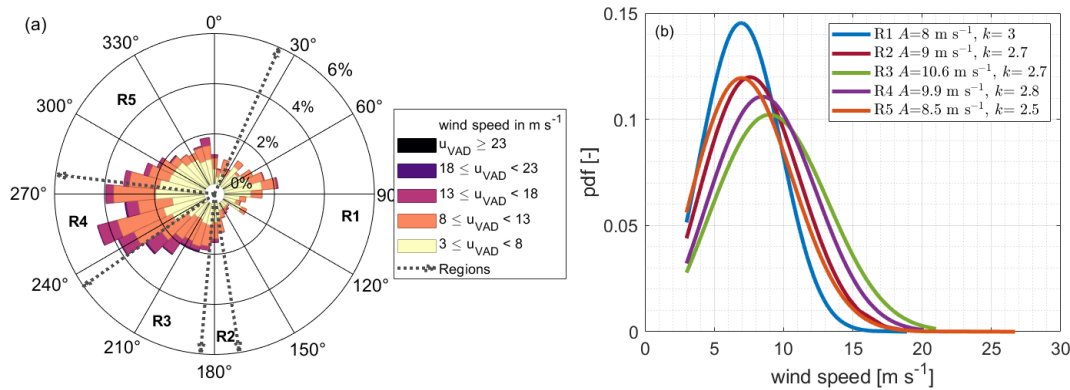 (a)
0°
30°
60°
90
120°
150°
180°
210°
240°
270°
300°
330°
6%
4%
2%
0%
R5
R4
R3
R2
R1
wind speed in m s⁻¹
u_VAD ≥ 23
18 ≤ u_VAD < 23
13 ≤ u_VAD < 18
8 ≤ u_VAD < 13
3 ≤ u_VAD < 8
Regions
(b)
R1 A=8 m s⁻¹, k= 3
R2 A=9 m s⁻¹, k= 2.7
R3 A=10.6 m s⁻¹, k= 2.7
R4 A=9.9 m s⁻¹, k= 2.8
R5 A=8.5 m s⁻¹, k= 2.5
pdf [-]
0.15
0.1
0.05
0
0 5 10 15 20 25 30
wind speed [m s⁻¹]